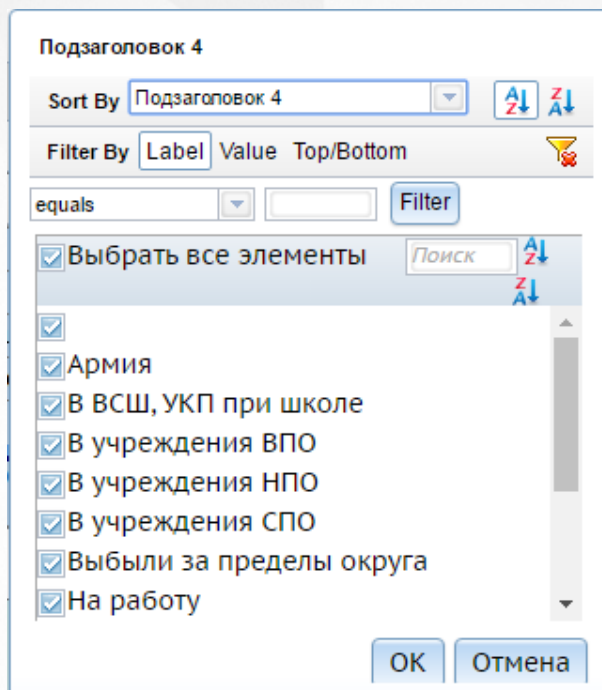 Подзаголовок 4
Sort By Подзаголовок 4 A Z Z A
Filter By Label Value Top/Bottom
equals Filter
Выбрать все элементы Поиск A Z
Z A
Армия
В ВСШ, УКП при школе
В учреждения ВПО
В учреждения НПО
В учреждения СПО
Выбыли за пределы округа
На работу
OK Отмена